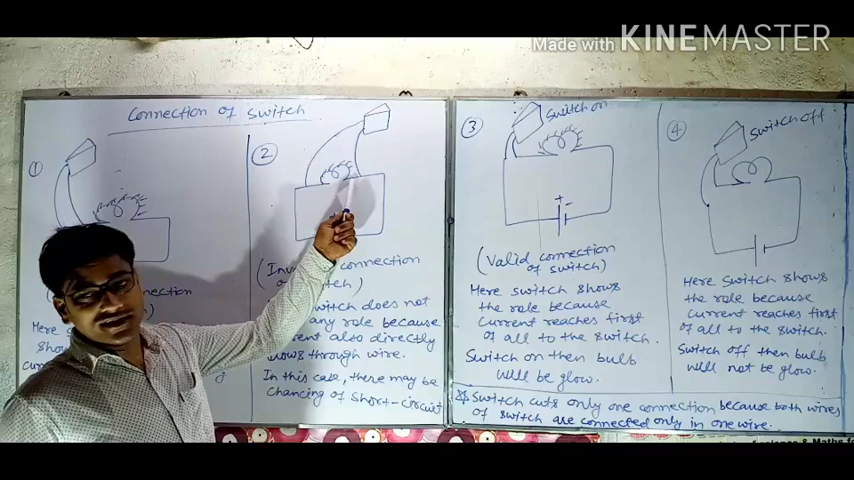 Made with KINEMASTER
Connection of Switch
①
Here
show
cur
②
connection
switch does not
any role because
also directly
through wire.
In this case, there may be
chancing of short-circuit
③
Switch on
+ -
(Valid connection
of switch)
Here switch shows
the role because
current reaches first
of all to the switch.
Switch on then bulb
will be glow.
④
Switch off
Here Switch shows
the role because
current reaches first
of all to the switch.
Switch off then bulb
will not be glow.
Switch cuts only one connection because both wires
of switch are connected only in one wire.